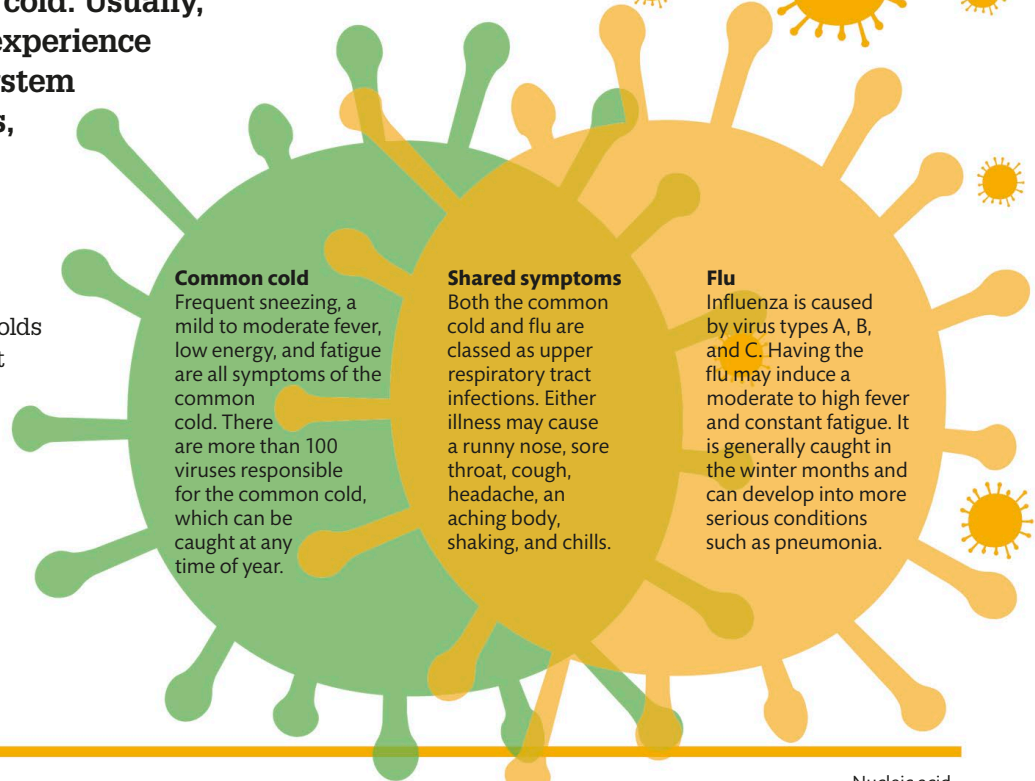 cold. Usually,
experience
stem
s,
olds
t
Common cold
Frequent sneezing, a
mild to moderate fever,
low energy, and fatigue
are all symptoms of the
common
cold. There
are more than 100
viruses responsible
for the common cold,
which can be
caught at any
time of year.
Shared symptoms
Both the common
cold and flu are
classed as upper
respiratory tract
infections. Either
illness may cause
a runny nose, sore
throat, cough,
headache, an
aching body,
shaking, and chills.
Flu
Influenza is caused
by virus types A, B,
and C. Having the
flu may induce a
moderate to high fever
and constant fatigue. It
is generally caught in
the winter months and
can develop into more
serious conditions
such as pneumonia.
Nucleic acid